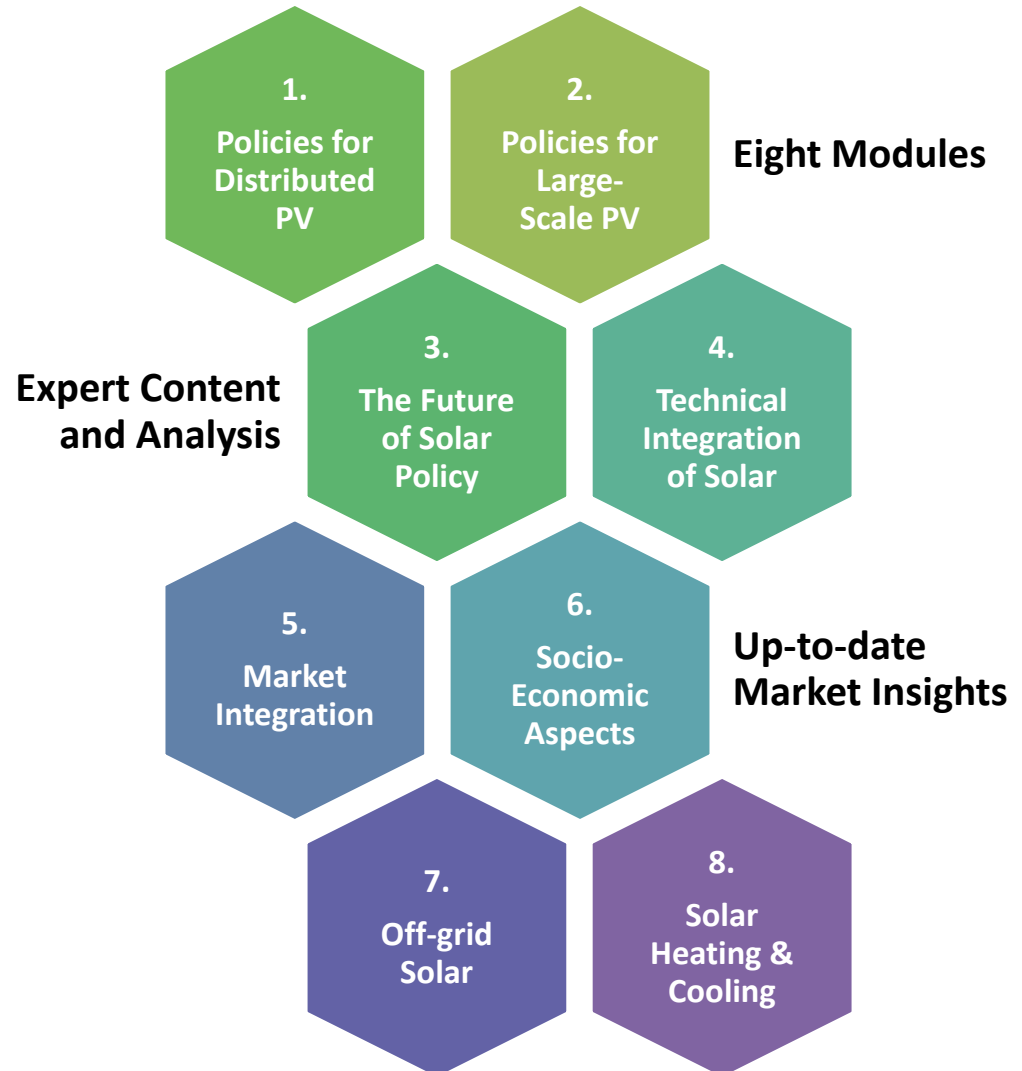 1.
Policies for
Distributed
PV
2.
Policies for
Large-
Scale PV
Eight Modules
Expert Content
and Analysis
3.
The Future
of Solar
Policy
4.
Technical
Integration
of Solar
5.
Market
Integration
6.
Socio-
Economic
Aspects
Up-to-date
Market Insights
7.
Off-grid
Solar
8.
Solar
Heating &
Cooling